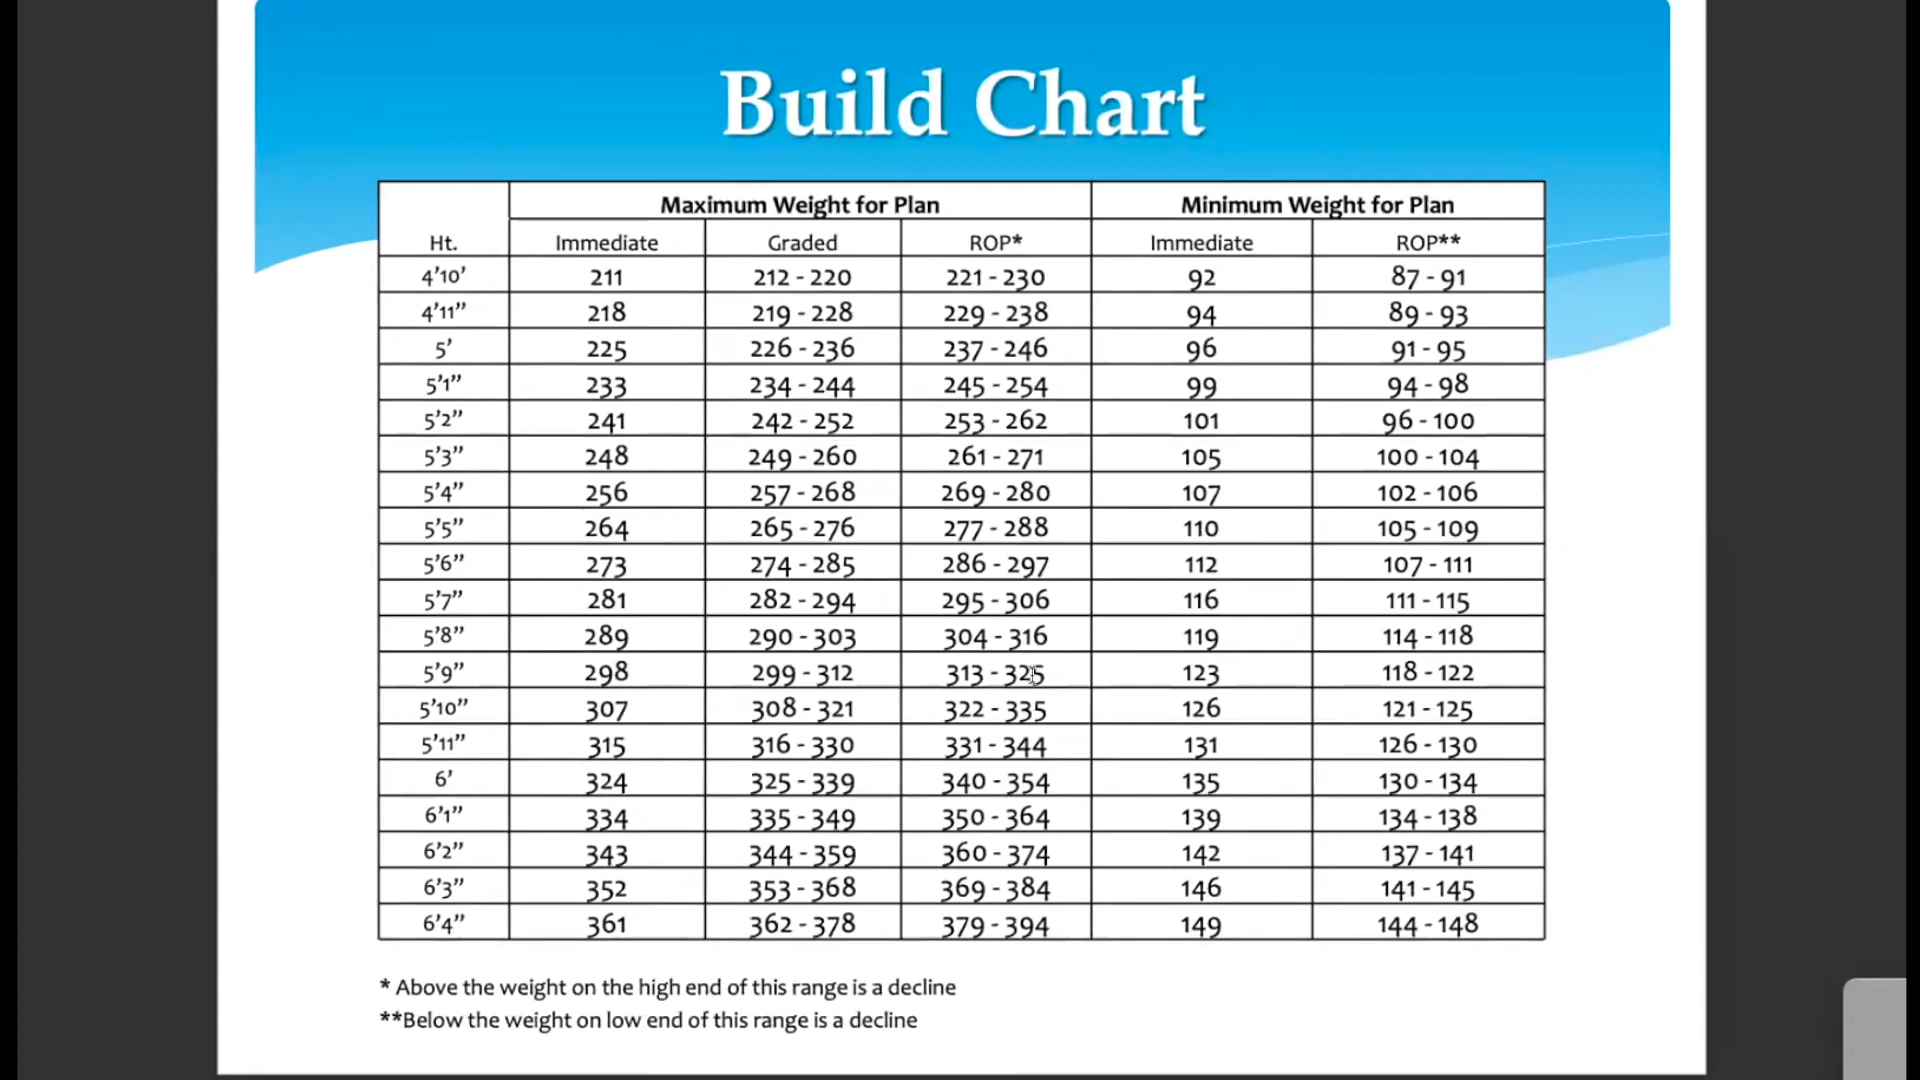 Build Chart
Maximum Weight for Plan Minimum Weight for Plan
Ht. Immediate Graded ROP* Immediate ROP**
4’10’ 211 212 - 220 221 - 230 92 87 - 91
4’11” 218 219 - 228 229 - 238 94 89 - 93
5’ 225 226 - 236 237 - 246 96 91 - 95
5’1” 233 234 - 244 245 - 254 99 94 - 98
5’2” 241 242 - 252 253 - 262 101 96 - 100
5’3” 248 249 - 260 261 - 271 105 100 - 104
5’4” 256 257 - 268 269 - 280 107 102 - 106
5’5” 264 265 - 276 277 - 288 110 105 - 109
5’6” 273 274 - 285 286 - 297 112 107 - 111
5’7” 281 282 - 294 295 - 306 116 111 - 115
5’8” 289 290 - 303 304 - 316 119 114 - 118
5’9” 298 299 - 312 313 - 325 123 118 - 122
5’10” 307 308 - 321 322 - 335 126 121 - 125
5’11” 315 316 - 330 331 - 344 131 126 - 130
6’ 324 325 - 339 340 - 354 135 130 - 134
6’1” 334 335 - 349 350 - 364 139 134 - 138
6’2” 343 344 - 359 360 - 374 142 137 - 141
6’3” 352 353 - 368 369 - 384 146 141 - 145
6’4” 361 362 - 378 379 - 394 149 144 - 148
* Above the weight on the high end of this range is a decline
**Below the weight on low end of this range is a decline